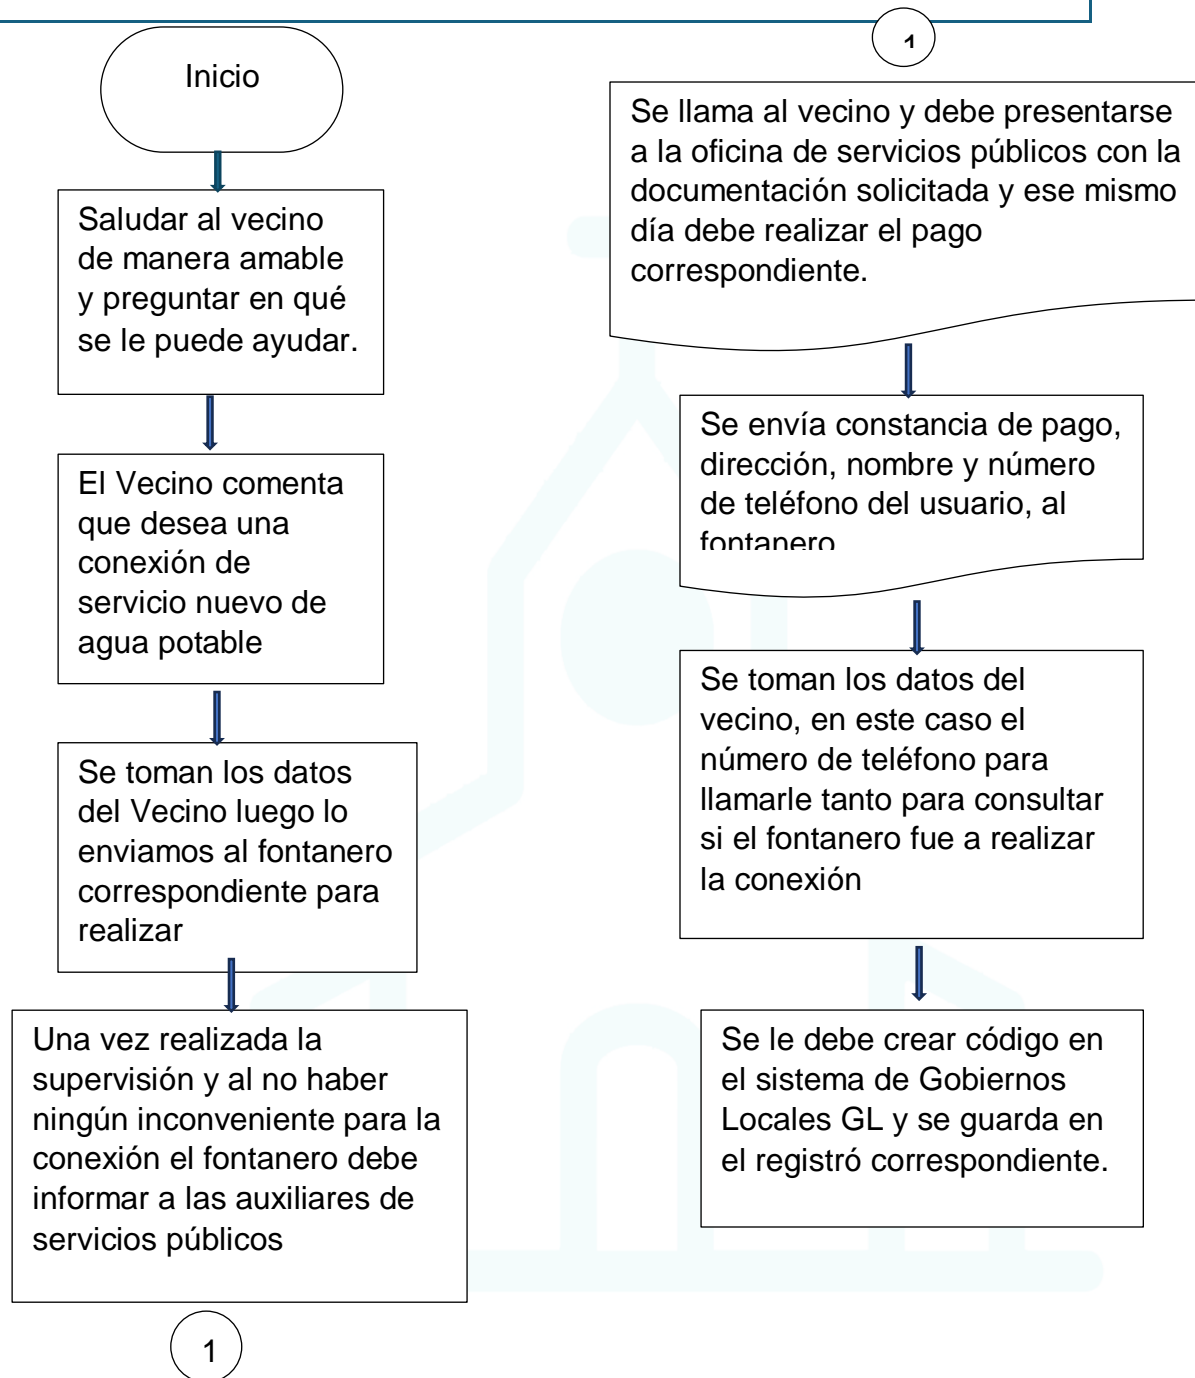 Inicio
Saludar al vecino
de manera amable
y preguntar en qué
se le puede ayudar.
El Vecino comenta
que desea una
conexión de
servicio nuevo de
agua potable
Se toman los datos
del Vecino luego lo
enviamos al fontanero
correspondiente para
realizar
Una vez realizada la
supervisión y al no haber
ningún inconveniente para la
conexión el fontanero debe
informar a las auxiliares de
servicios públicos
1
1
Se llama al vecino y debe presentarse
a la oficina de servicios públicos con la
documentación solicitada y ese mismo
día debe realizar el pago
correspondiente.
Se envía constancia de pago,
dirección, nombre y número
de teléfono del usuario, al
fontanero
Se toman los datos del
vecino, en este caso el
número de teléfono para
llamarle tanto para consultar
si el fontanero fue a realizar
la conexión
Se le debe crear código en
el sistema de Gobiernos
Locales GL y se guarda en
el registró correspondiente.